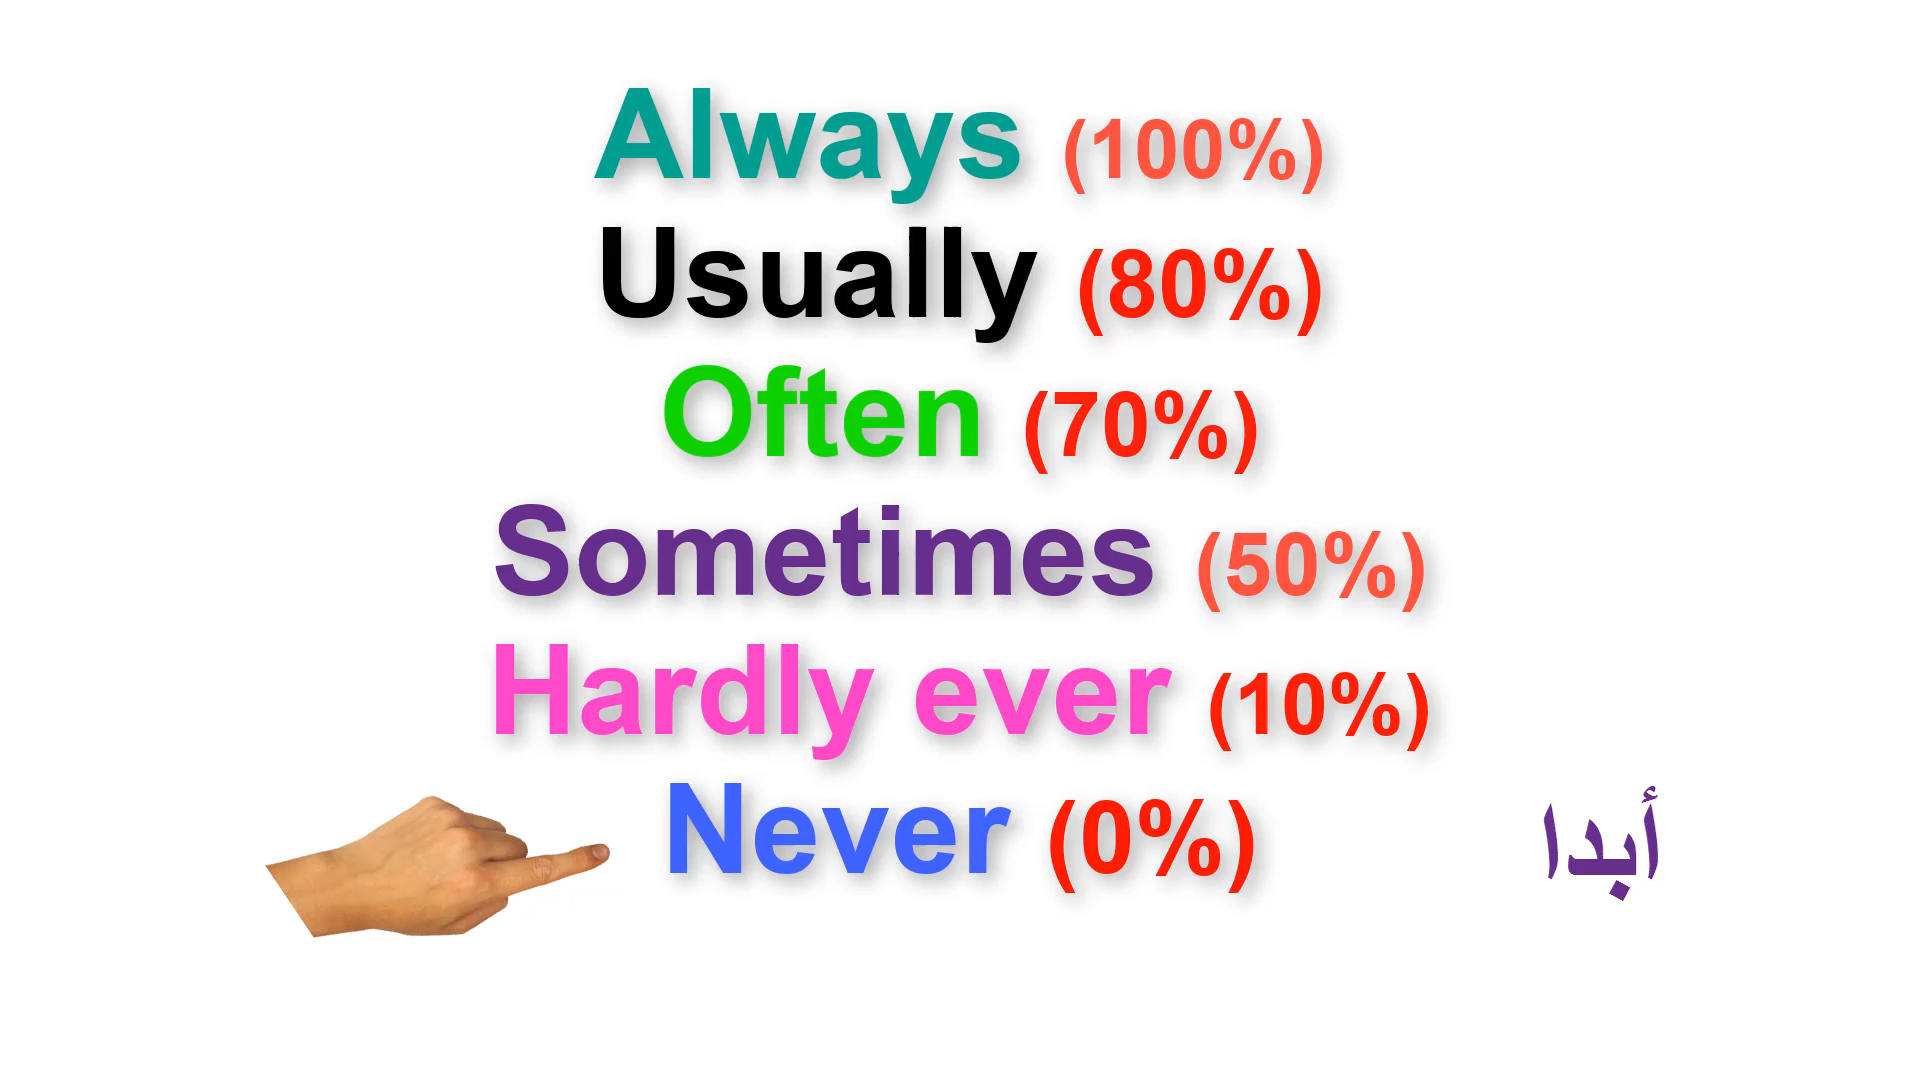 Always (100%)
Usually (80%)
Often (70%)
Sometimes (50%)
Hardly ever (10%)
Never (0%)
أبدا